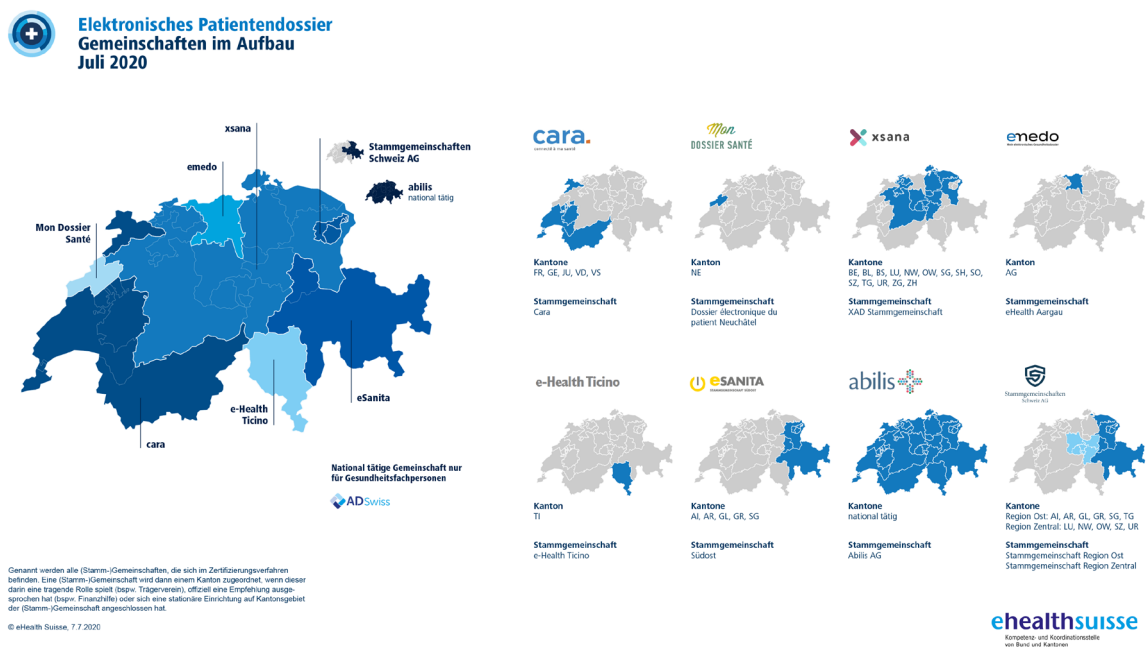 Elektronisches Patientendossier
Gemeinschaften im Aufbau
Juli 2020
xsana
emedo
Stammgemeinschaften
Schweiz AG
abilis
national tätig
Mon Dossier
Santé
eSanita
e-Health
Ticino
cara
National tätige Gemeinschaft nur
für Gesundheitsfachpersonen
ADSwiss
Genannt werden alle (Stamm-)Gemeinschaften, die sich im Zertifizierungsverfahren
befinden. Eine (Stamm-)Gemeinschaft wird dann einem Kanton zugeordnet, wenn dieser
darin eine tragende Rolle spielt (bspw. Trägerverein), offiziell eine Empfehlung ausge-
sprochen hat (bspw. Finanzhilfe) oder sich eine stationäre Einrichtung auf Kantonsgebiet
der (Stamm-)Gemeinschaft angeschlossen hat.
© eHealth Suisse, 7.7.2020
cara.
Kantone
FR, GE, JU, VD, VS
Stammgemeinschaft
Cara
Mon
DOSSIER SANTÉ
Kanton
NE
Stammgemeinschaft
Dossier électronique du
patient Neuchâtel
xsana
Kantone
BE, BL, BS, LU, NW, OW, SG, SH, SO,
SZ, TG, UR, ZG, ZH
Stammgemeinschaft
XAD Stammgemeinschaft
emedo
Kanton
AG
Stammgemeinschaft
eHealth Aargau
e-Health Ticino
Kanton
TI
Stammgemeinschaft
e-Health Ticino
eSANITA
STAMMGEMEINSCHAFT SÜDOST
Kantone
AI, AR, GL, GR, SG
Stammgemeinschaft
Südost
abilis
Kantone
national tätig
Stammgemeinschaft
Abilis AG
Stammgemeinschaften
Schweiz AG
Kantone
Region Ost: AI, AR, GL, GR, SG, TG
Region Zentral: LU, NW, OW, SZ, UR
Stammgemeinschaft
Stammgemeinschaft Region Ost
Stammgemeinschaft Region Zentral
ehealthsuisse
Kompetenz- und Koordinationsstelle
von Bund und Kantonen